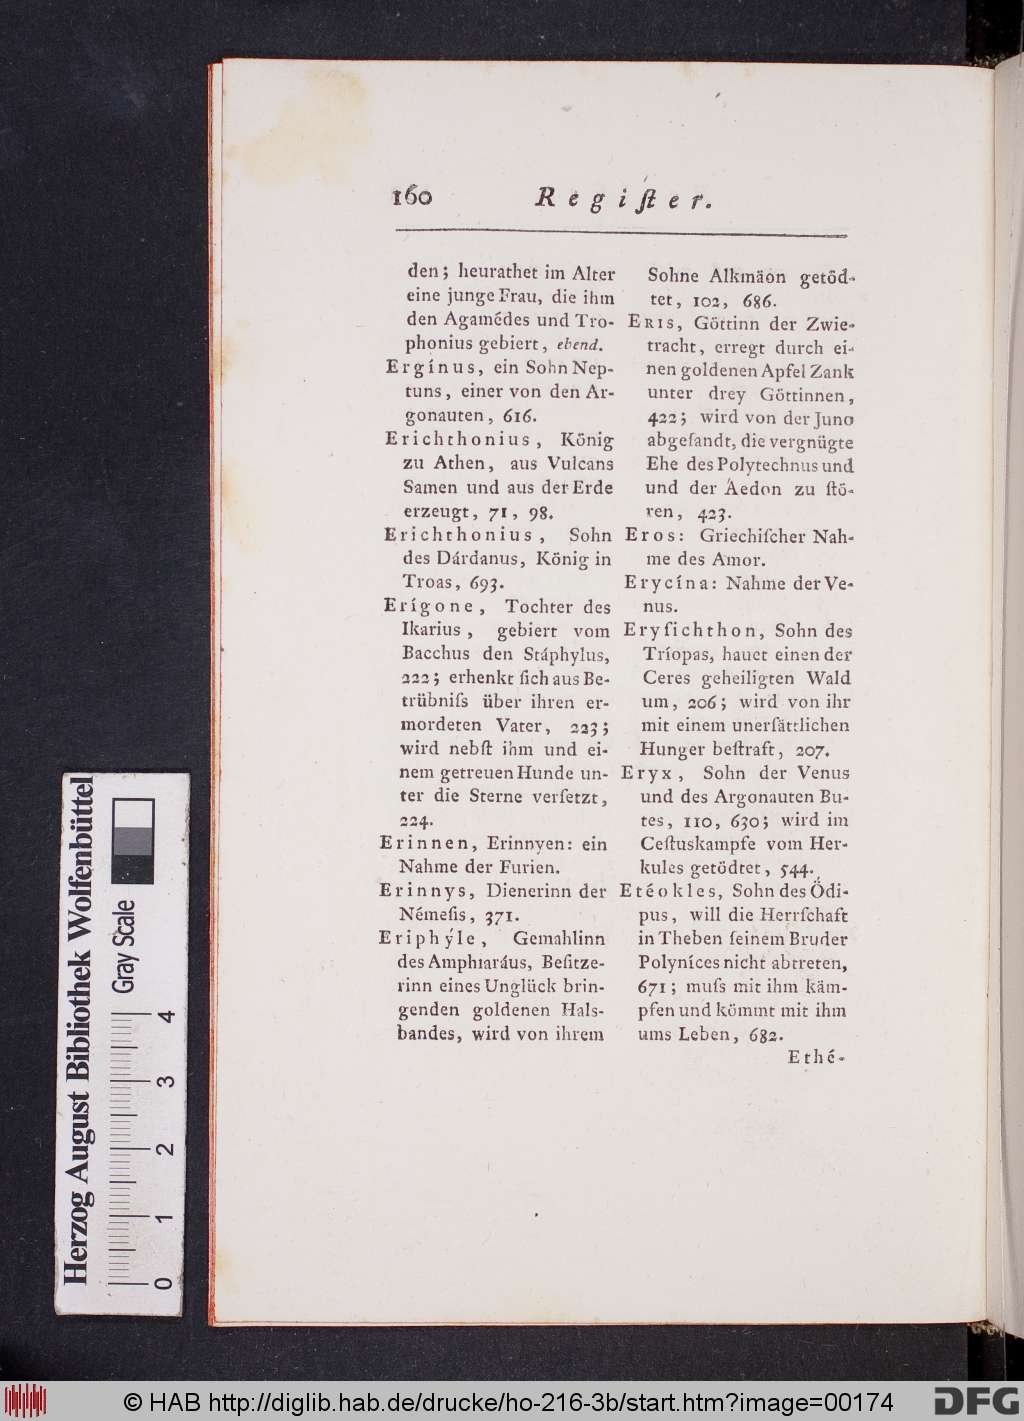 160 Regiſter.
den; heurathet im Alter
eine junge Frau, die ihm
den Agamédes und Tro-
phonius gebiert, ebend.
Ergínus, ein Sohn Nep-
tuns, einer von den Ar-
gonauten, 616.
Erichthonius, König
zu Athen, aus Vulcans
Samen und aus der Erde
erzeugt, 71, 98.
Erichthonius, Sohn
des Dárdanus, König in
Troas, 693.
Erígone, Tochter des
Ikarius, gebiert vom
Bacchus den Stáphylus,
222; erhenkt ſich aus Be-
trübniſs über ihren er-
mordeten Vater, 223;
wird nebſt ihm und ei-
nem getreuen Hunde un-
ter die Sterne verſetzt,
224.
Erinnen, Erinnyen: ein
Nahme der Furien.
Erinnys, Dienerinn der
Némeſis, 371.
Eriphýle, Gemahlinn
des Amphiaráus, Beſitze-
rinn eines Unglück brin-
genden goldenen Hals-
bandes, wird von ihrem
Sohne Alkmäon getöd-
tet, 102, 686.
ERIS, Göttinn der Zwie-
tracht, erregt durch ei-
nen goldenen Apfel Zank
unter drey Göttinnen,
422; wird von der Juno
abgeſandt, die vergnügte
Ehe des Polytechnus und
und der Aedon zu ſtö-
ren, 423.
Eros: Griechiſcher Nah-
me des Amor.
Erycína: Nahme der Ve-
nus.
Eryſichthon, Sohn des
Tríopas, hauet einen der
Ceres geheiligten Wald
um, 206; wird von ihr
mit einem unerſättlichen
Hunger beſtraft, 207.
Eryx, Sohn der Venus
und des Argonauten Bu-
tes, 110, 630; wird im
Ceſtuskampfe vom Her-
kules getödtet, 544.
Etéokles, Sohn des Ödi-
pus, will die Herrſchaft
in Theben ſeinem Bruder
Polyníces nicht abtreten,
671; muſs mit ihm käm-
pfen und kömmt mit ihm
ums Leben, 682.
Ethé-
Herzog August Bibliothek Wolfenbüttel
Gray Scale
0 1 2 3 4
© HAB http://diglib.hab.de/drucke/ho-216-3b/start.htm?image=00174
DFG